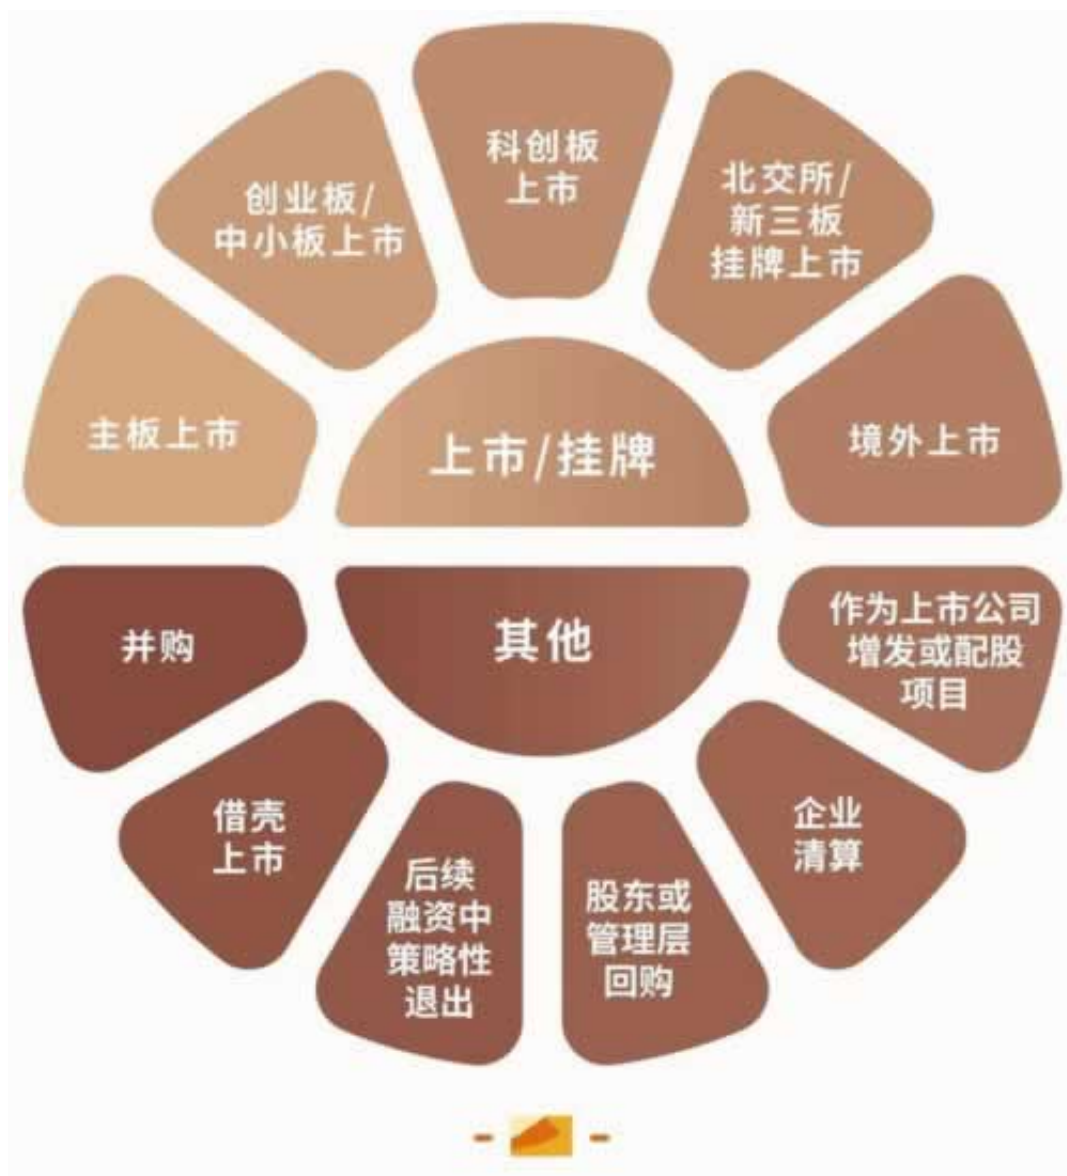 科创板
上市
创业板/
中小板上市
北交所/
新三板
挂牌上市
主板上市
上市/挂牌
境外上市
并购
其他
作为上市公司
增发或配股
项目
借壳
上市
后续
融资中
策略性
退出
股东或
管理层
回购
企业
清算